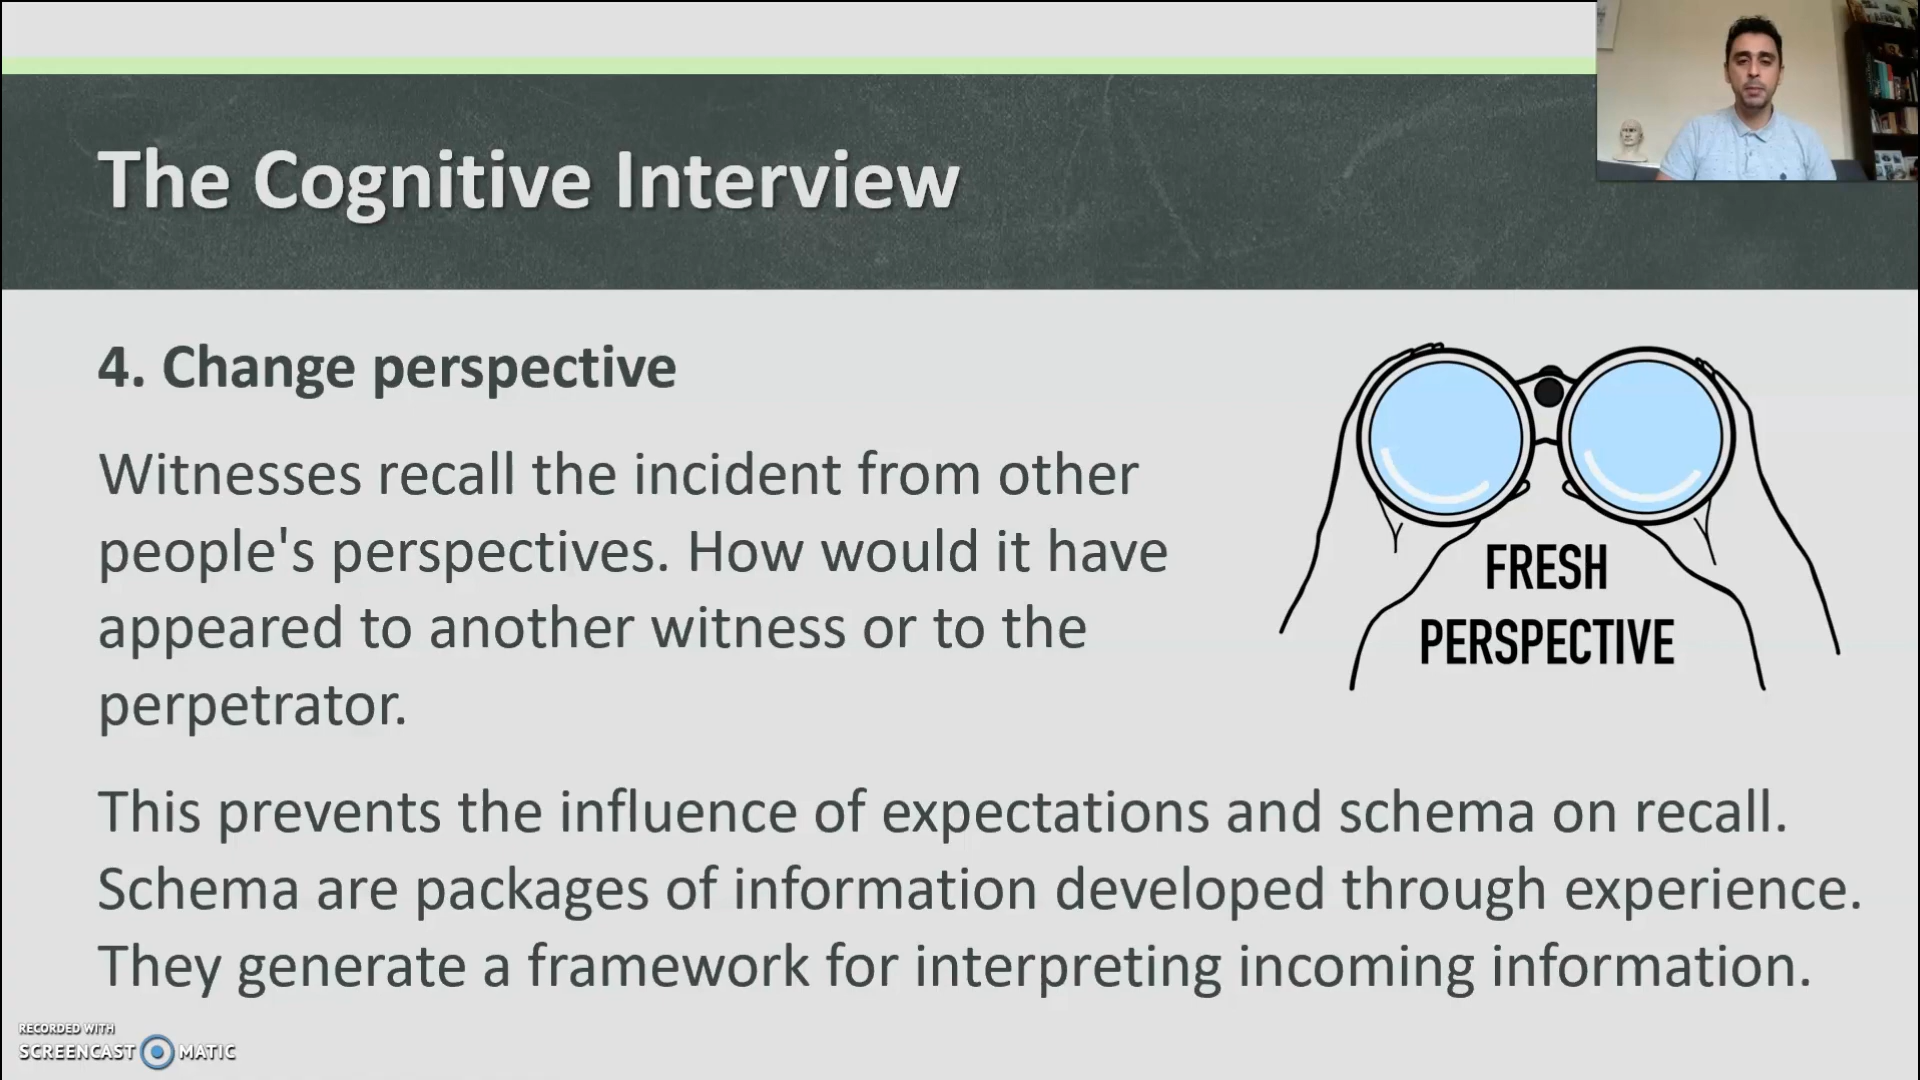 The Cognitive Interview
4. Change perspective
Witnesses recall the incident from other
people's perspectives. How would it have
appeared to another witness or to the
perpetrator.
FRESH
PERSPECTIVE
This prevents the influence of expectations and schema on recall.
Schema are packages of information developed through experience.
They generate a framework for interpreting incoming information.
RECORDED WITH
SCREENCAST MATIC